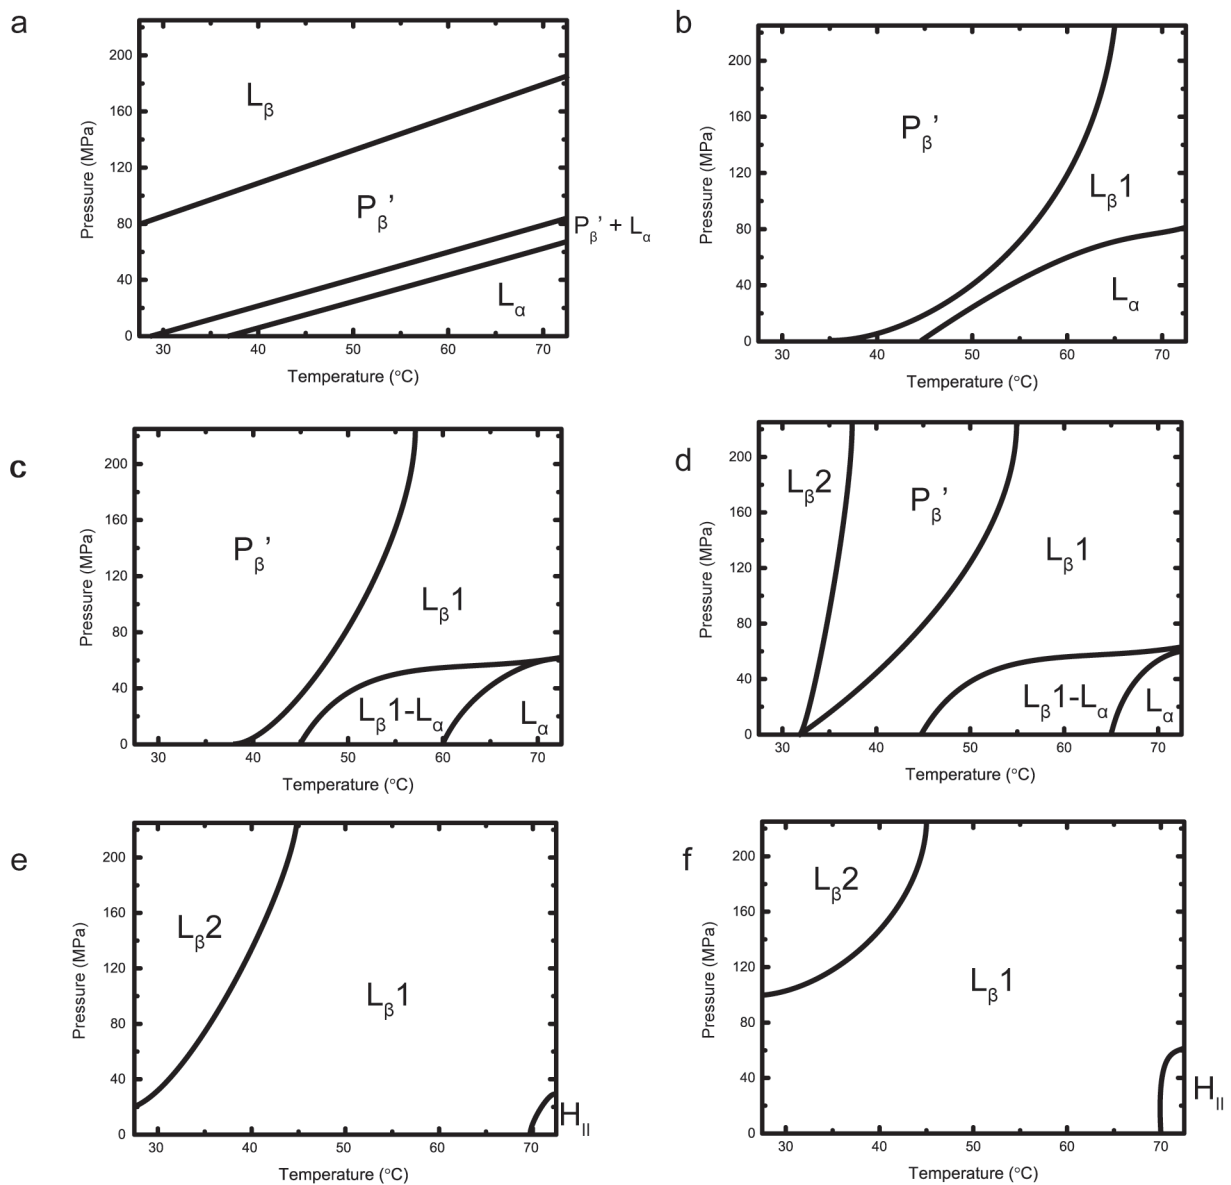 a
200
160
120
80
40
0
Pressure (MPa)
Lβ
Pβ’
Pβ’ + Lα
Lα
30 40 50 60 70
Temperature (°C)
b
200
160
120
80
40
0
Pressure (MPa)
Pβ’
Lβ1
Lα
30 40 50 60 70
Temperature (°C)
c
200
160
120
80
40
0
Pressure (MPa)
Pβ’
Lβ1
Lβ1-Lα
Lα
30 40 50 60 70
Temperature (°C)
d
200
160
120
80
40
0
Pressure (MPa)
Lβ2
Pβ’
Lβ1
Lβ1-Lα
Lα
30 40 50 60 70
Temperature (°C)
e
200
160
120
80
40
0
Pressure (MPa)
Lβ2
Lβ1
HII
30 40 50 60 70
Temperature (°C)
f
200
160
120
80
40
0
Pressure (MPa)
Lβ2
Lβ1
HII
30 40 50 60 70
Temperature (°C)